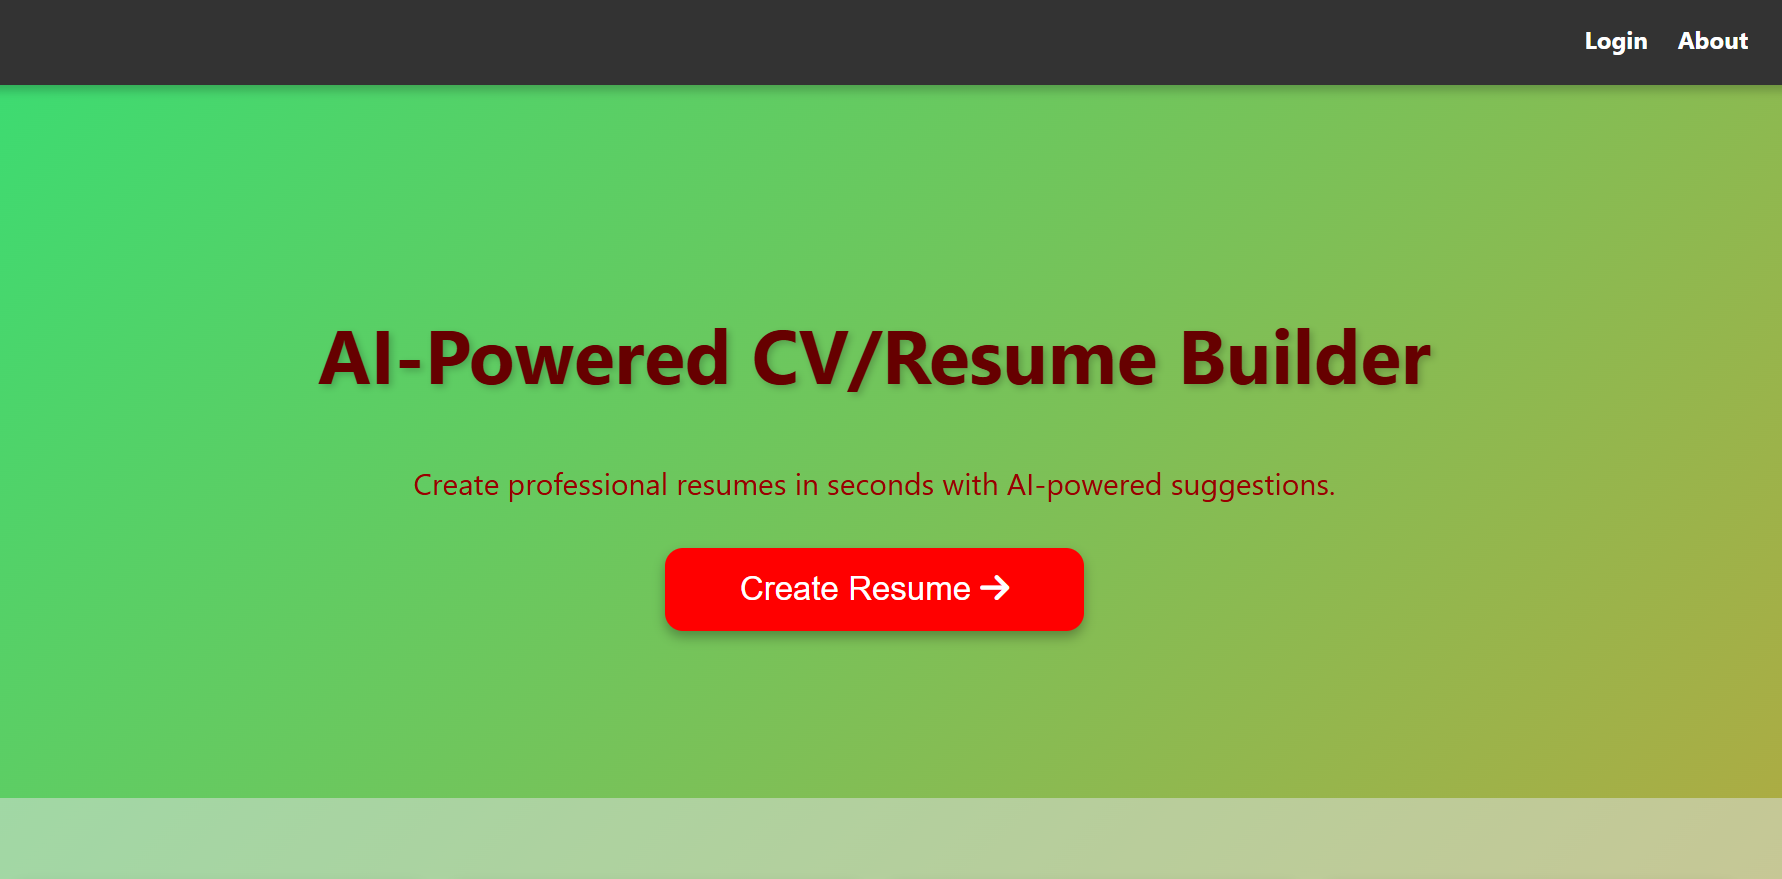 Login About
AI-Powered CV/Resume Builder
Create professional resumes in seconds with AI-powered suggestions.
Create Resume →